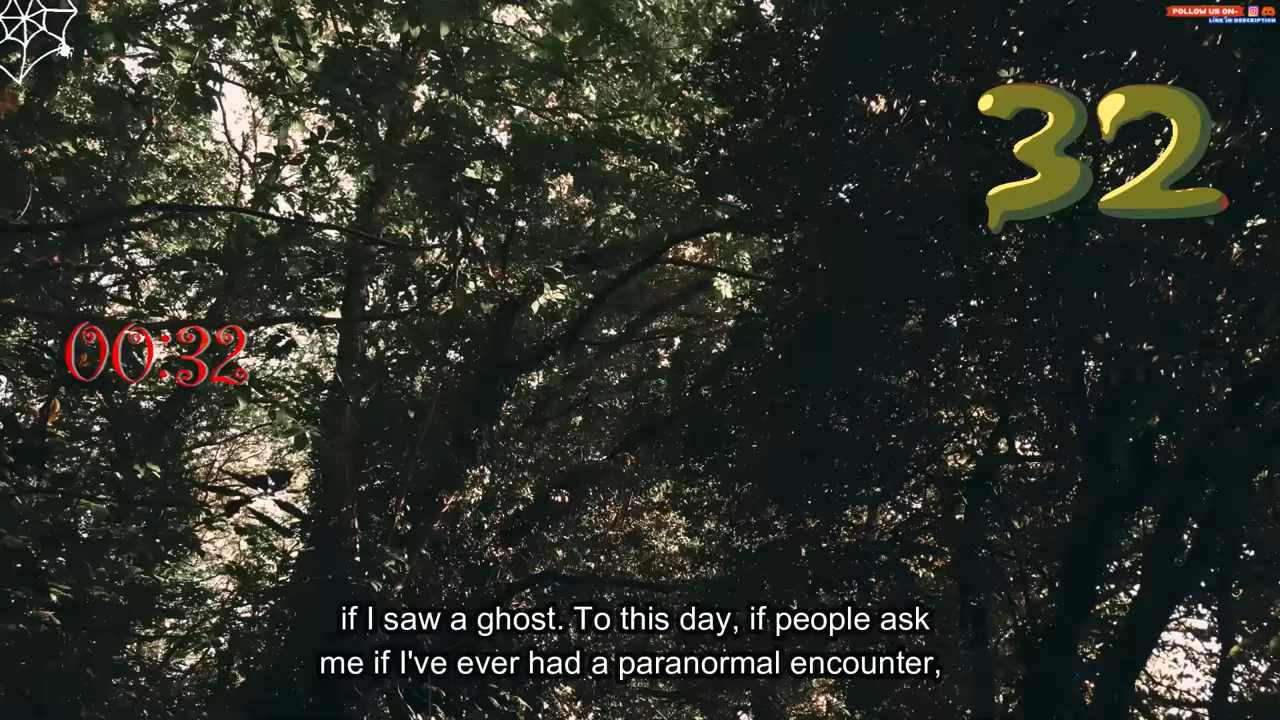 FOLLOW US ON-
LINK IN DESCRIPTION
32
00:32
if I saw a ghost. To this day, if people ask
me if I've ever had a paranormal encounter,